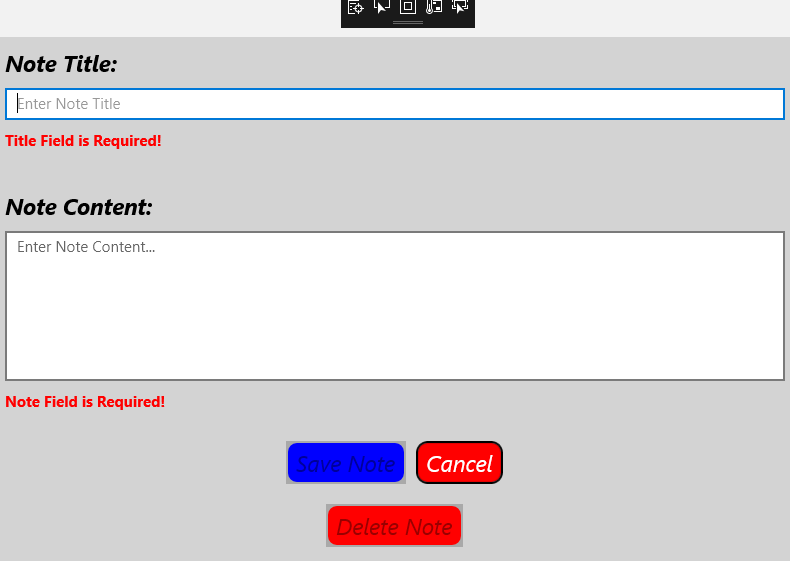 Note Title:
Enter Note Title
Title Field is Required!
Note Content:
Enter Note Content...
Note Field is Required!
Save Note Cancel
Delete Note